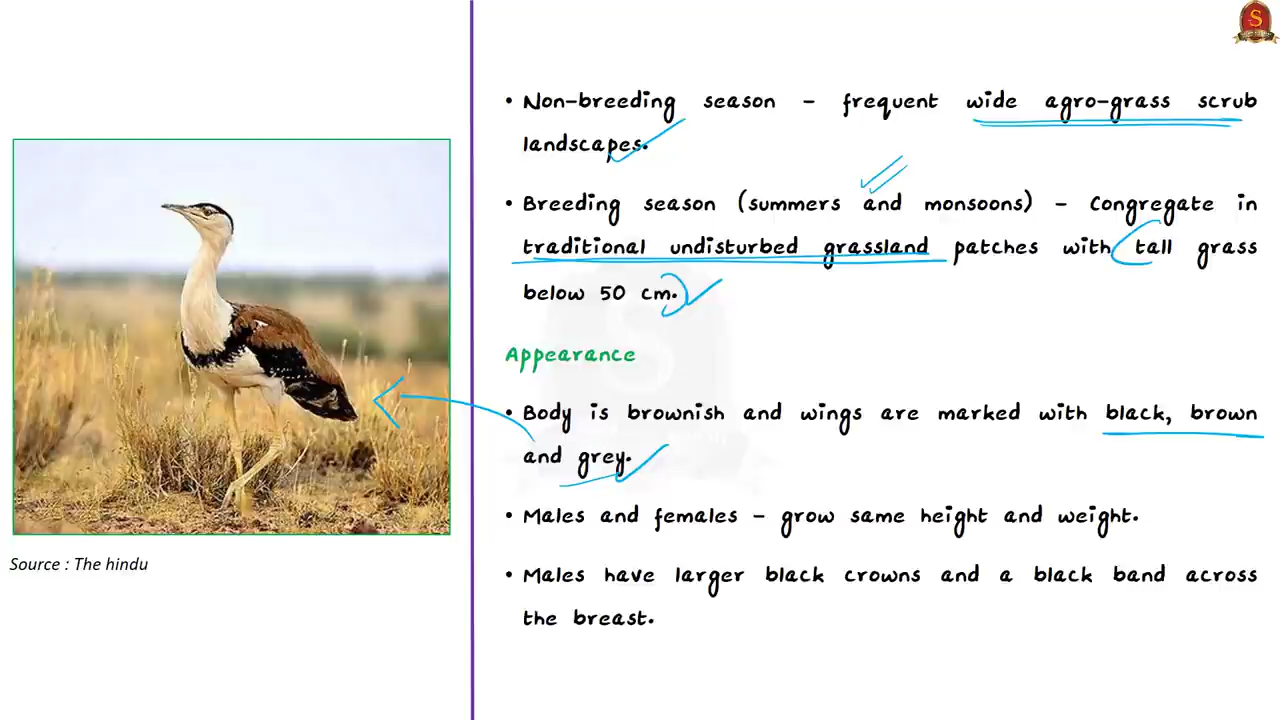 • Non-breeding season – frequent wide agro-grass scrub
landscapes.
• Breeding season (summers and monsoons) – Congregate in
traditional undisturbed grassland patches with tall grass
below 50 cm.
Appearance
• Body is brownish and wings are marked with black, brown
and grey.
• Males and females – grow same height and weight.
• Males have larger black crowns and a black band across
the breast.
Source : The hindu
S